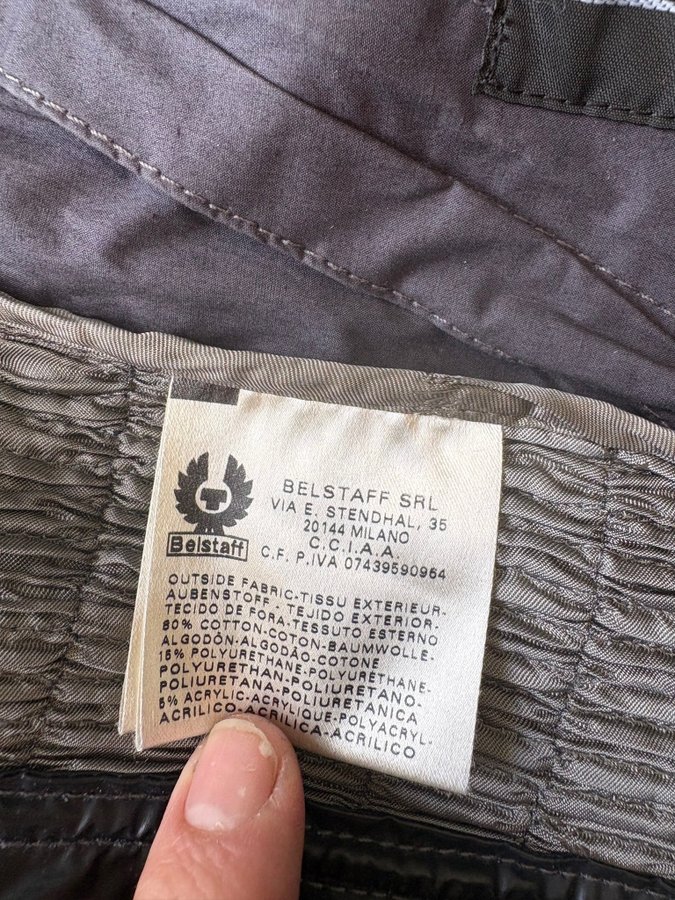 Belstaff
BELSTAFF SRL
VIA E. STENDHAL, 35
20144 MILANO
C.C.I.A.A.
C.F. P.IVA 07439590964
OUTSIDE FABRIC-TISSU EXTERIEUR-
AUBENSTOFF - TEJIDO EXTERIOR-
TECIDO DE FORA-TESSUTO ESTERNO
80% COTTON-COTON-BAUMWOLLE-
ALGODÓN-ALGODÃO-COTONE
15% POLYURETHANE-POLYURÉTHANE-
POLYURETHAN-POLIURETANO-
POLIURETANA-POLIURETANICA
5% ACRYLIC-ACRYLIQUE-POLYACRYL-
ACRILICO-ACRILICA-ACRILICO